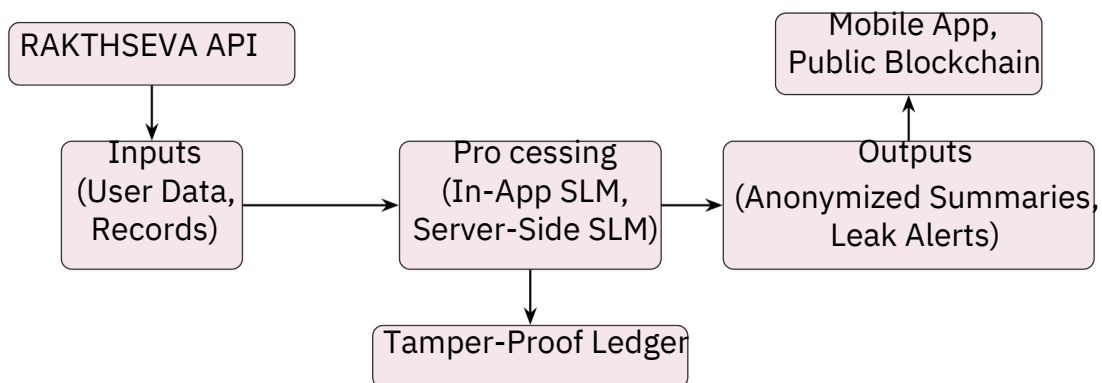 RAKTHSEVA API
Mobile App,
Public Blockchain
Inputs
(User Data,
Records)
Pro cessing
(In-App SLM,
Server-Side SLM)
Outputs
(Anonymized Summaries,
Leak Alerts)
Tamper-Proof Ledger